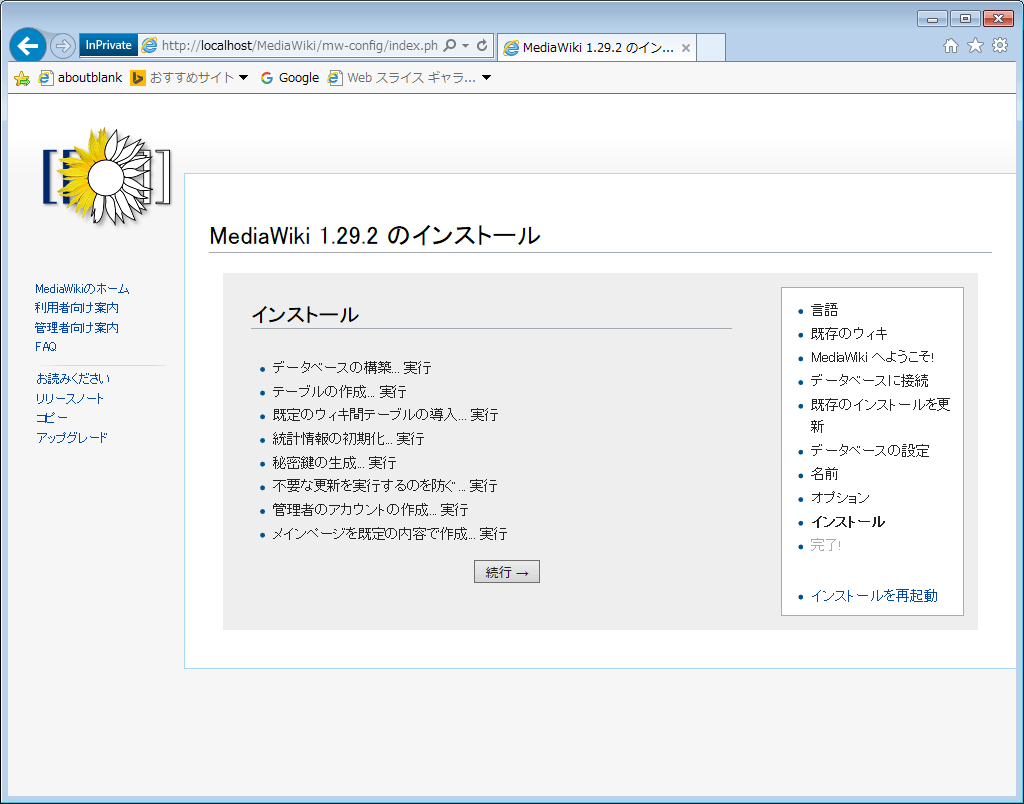 InPrivate
http://localhost/MediaWiki/mw-config/index.ph
MediaWiki 1.29.2 のイン...
aboutblank
おすすめサイト
Google
Web スライス ギャラ...
MediaWiki 1.29.2 のインストール
MediaWikiのホーム
利用者向け案内
管理者向け案内
FAQ
お読みください
リリースノート
コピー
アップグレード
インストール
データベースの構築... 実行
テーブルの作成... 実行
既定のウィキ間テーブルの導入... 実行
統計情報の初期化... 実行
秘密鍵の生成... 実行
不要な更新を実行するのを防ぐ... 実行
管理者のアカウントの作成... 実行
メインページを既定の内容で作成... 実行
続行 →
言語
既存のウィキ
MediaWiki へようこそ!
データベースに接続
既存のインストールを更
新
データベースの設定
名前
オプション
インストール
完了!
インストールを再起動